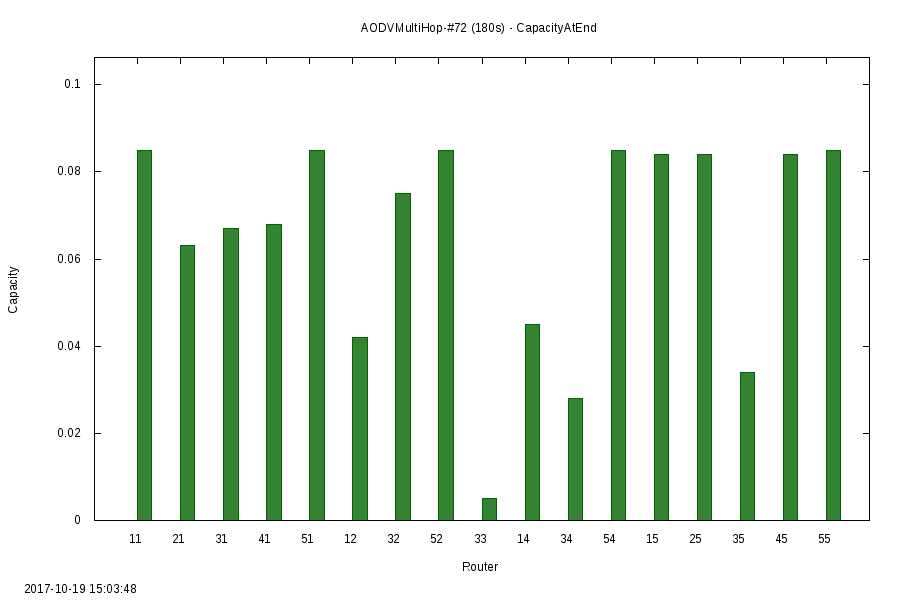 AODVMultiHop-#72 (180s) - CapacityAtEnd
0.1
0.08
0.06
0.04
0.02
0
Capacity
11 21 31 41 51 12 32 52 33 14 34 54 15 25 35 45 55
Router
2017-10-19 15:03:48